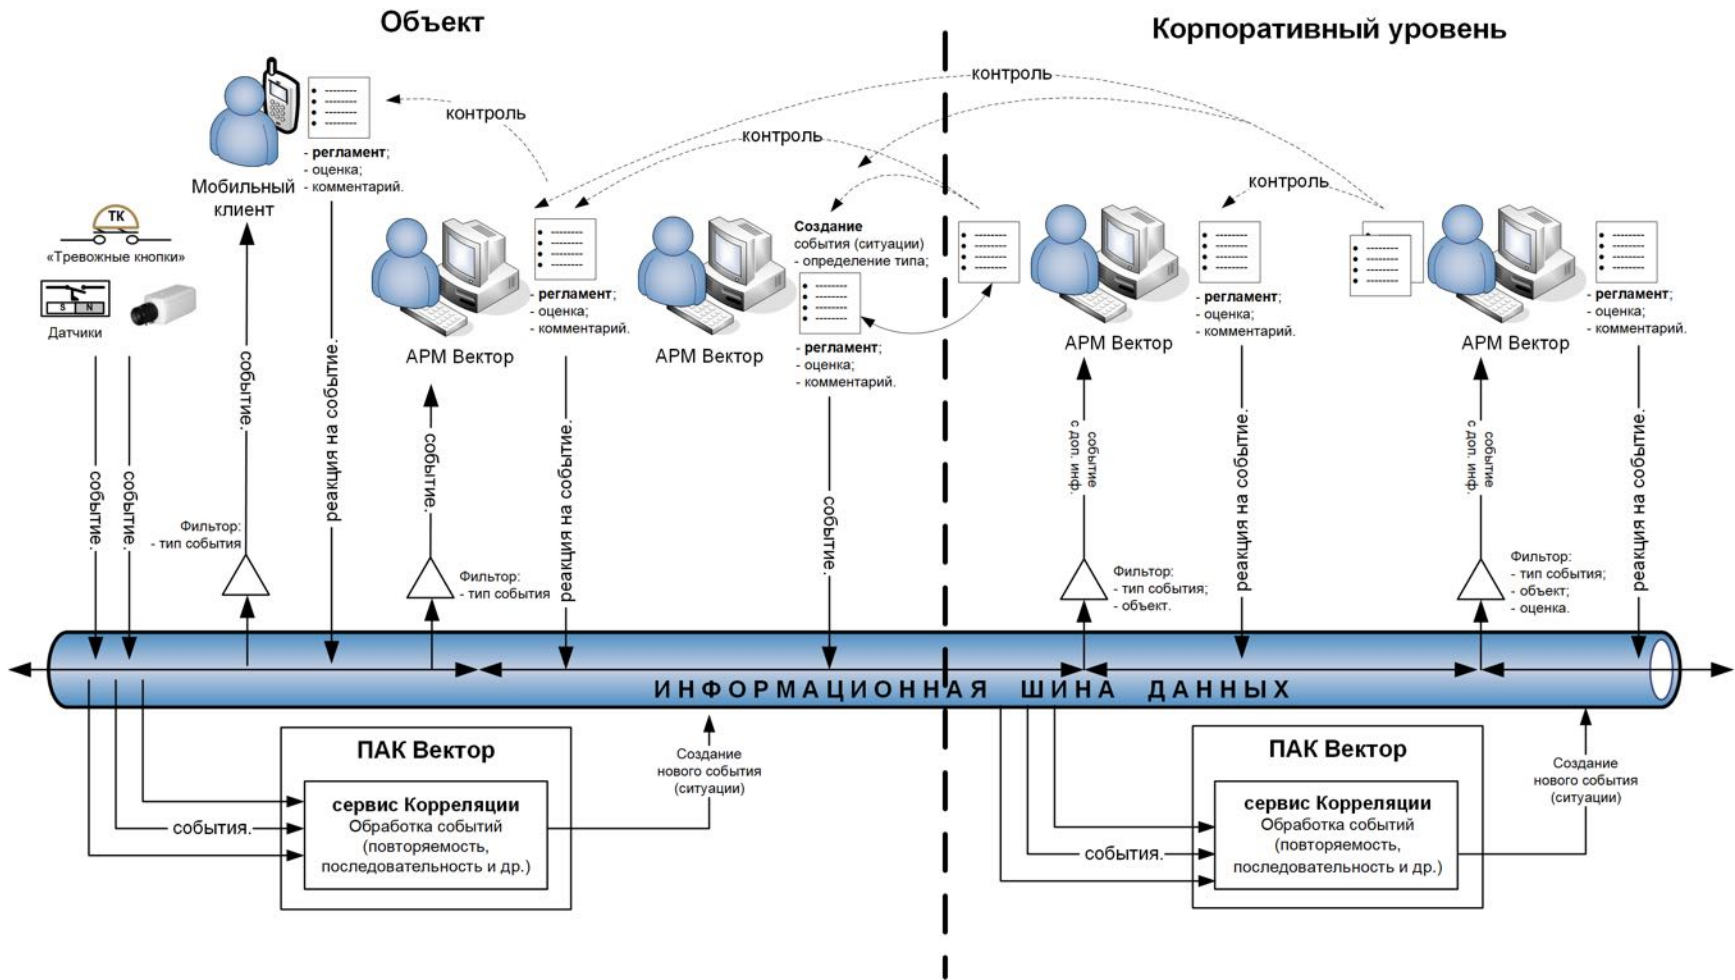 Объект
Корпоративный уровень
контроль
контроль
контроль
контроль
- регламент;
- оценка;
- комментарий.
Мобильный
клиент
ТК
«Тревожные кнопки»
S N
Датчики
- регламент;
- оценка;
- комментарий.
АРМ Вектор
АРМ Вектор
Создание
события (ситуации)
- определение типа;
- регламент;
- оценка;
- комментарий.
АРМ Вектор
- регламент;
- оценка;
- комментарий.
АРМ Вектор
- регламент;
- оценка;
- комментарий.
событие.
событие.
событие.
реакция на событие.
событие.
реакция на событие.
событие.
событие
с доп. инф.
реакция на событие.
событие
с доп. инф.
реакция на событие.
Фильтор:
- тип события
Фильтор:
- тип события
Фильтор:
- тип события;
- объект.
Фильтор:
- тип события;
- объект;
- оценка.
ИНФОРМАЦИОННАЯ ШИНА ДАННЫХ
ПАК Вектор
сервис Корреляции
Обработка событий
(повторяемость,
последовательность и др.)
события.
Создание
нового события
(ситуации)
ПАК Вектор
сервис Корреляции
Обработка событий
(повторяемость,
последовательность и др.)
события.
Создание
нового события
(ситуации)